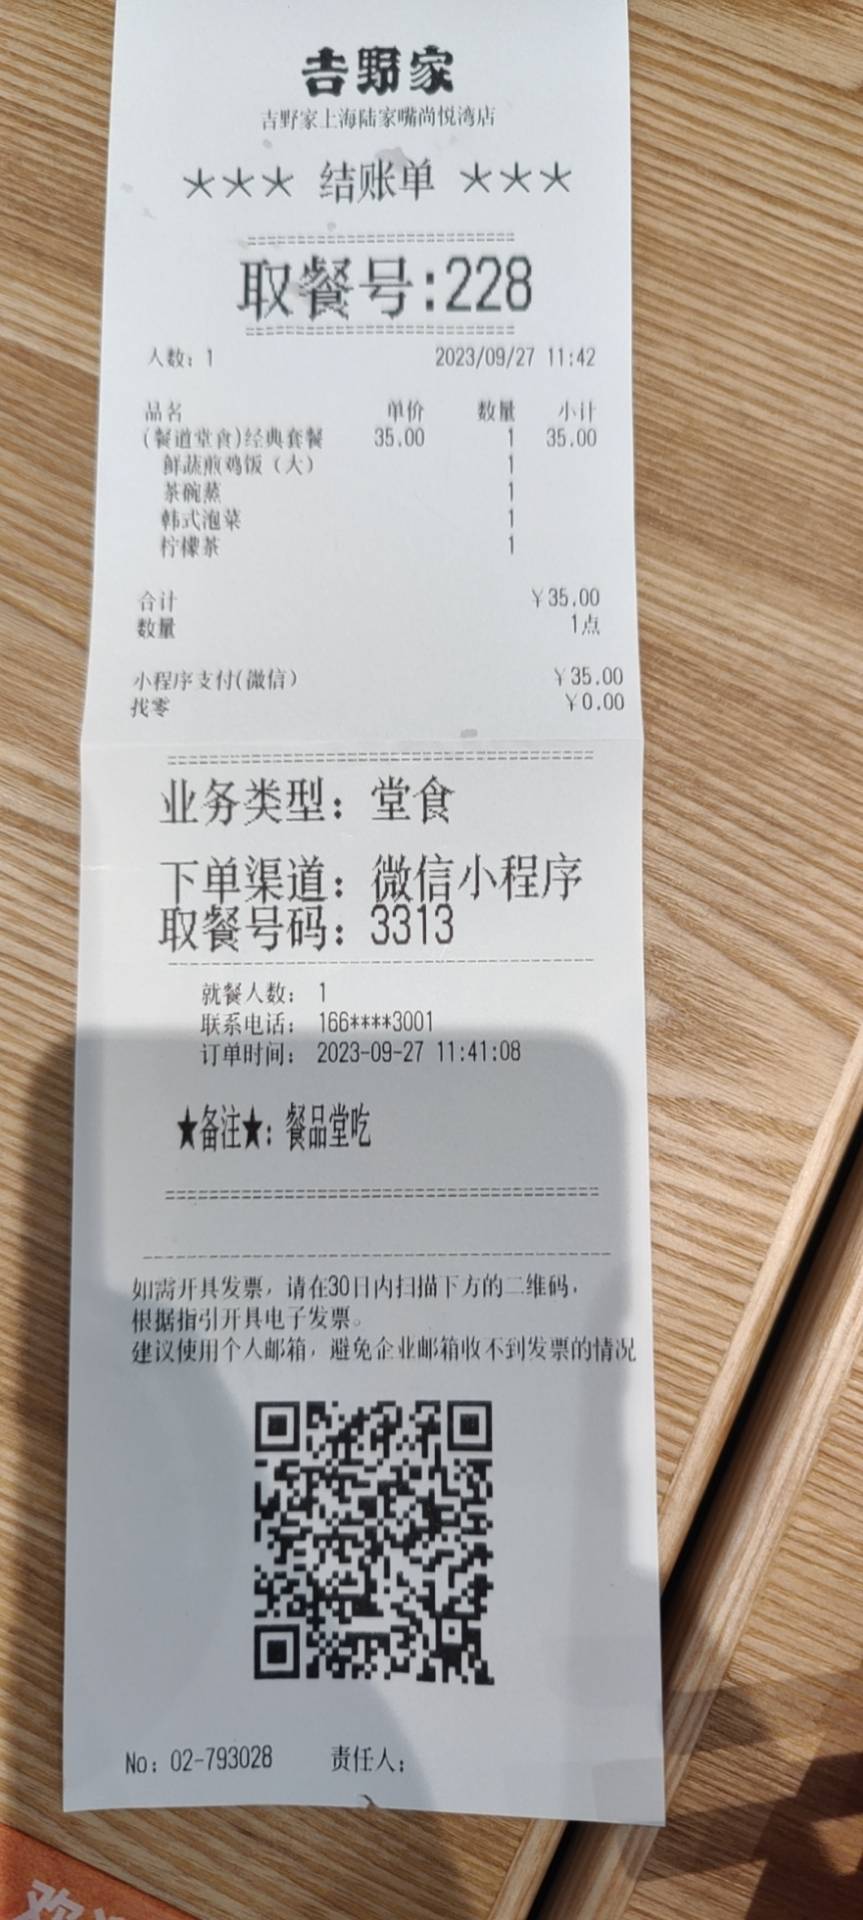 吉野家
吉野家上海陆家嘴尚悦湾店
*** 结账单 ***
==========================
取餐号:228
==========================
人数: 1 2023/09/27 11:42
品名 单价 数量 小计
(餐道堂食)经典套餐 35.00 1 35.00
鲜蔬煎鸡饭（大） 1
茶碗蒸 1
韩式泡菜 1
柠檬茶 1
合计 ￥35.00
数量 1点
小程序支付(微信) ￥35.00
找零 ￥0.00
业务类型: 堂食
下单渠道: 微信小程序
取餐号码: 3313
就餐人数: 1
联系电话: 166****3001
订单时间: 2023-09-27 11:41:08
★备注★: 餐品堂吃
如需开具发票，请在30日内扫描下方的二维码，
根据指引开具电子发票。
建议使用个人邮箱，避免企业邮箱收不到发票的情况
No: 02-793028 责任人: